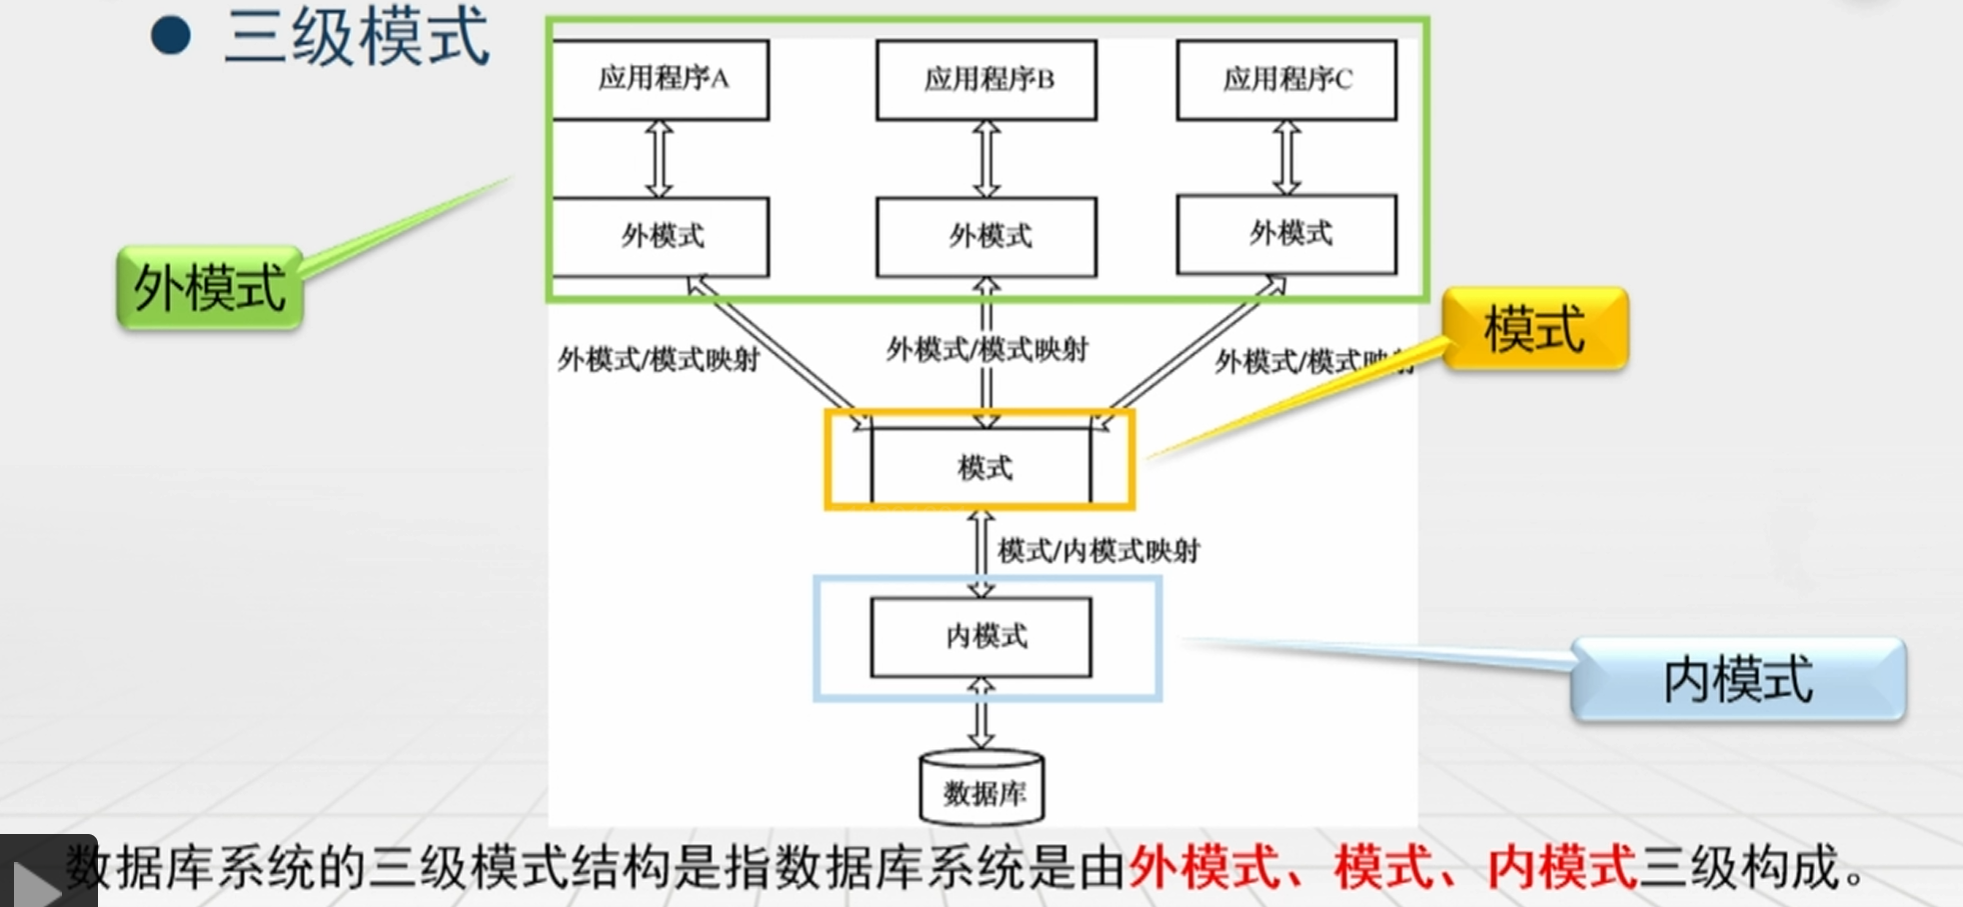 三级模式
应用程序A
应用程序B
应用程序C
外模式
外模式
外模式
外模式
模式
外模式/模式映射
外模式/模式映射
外模式/模式映射
模式
模式/内模式映射
内模式
内模式
数据库
数据库系统的三级模式结构是指数据库系统是由外模式、模式、内模式三级构成。